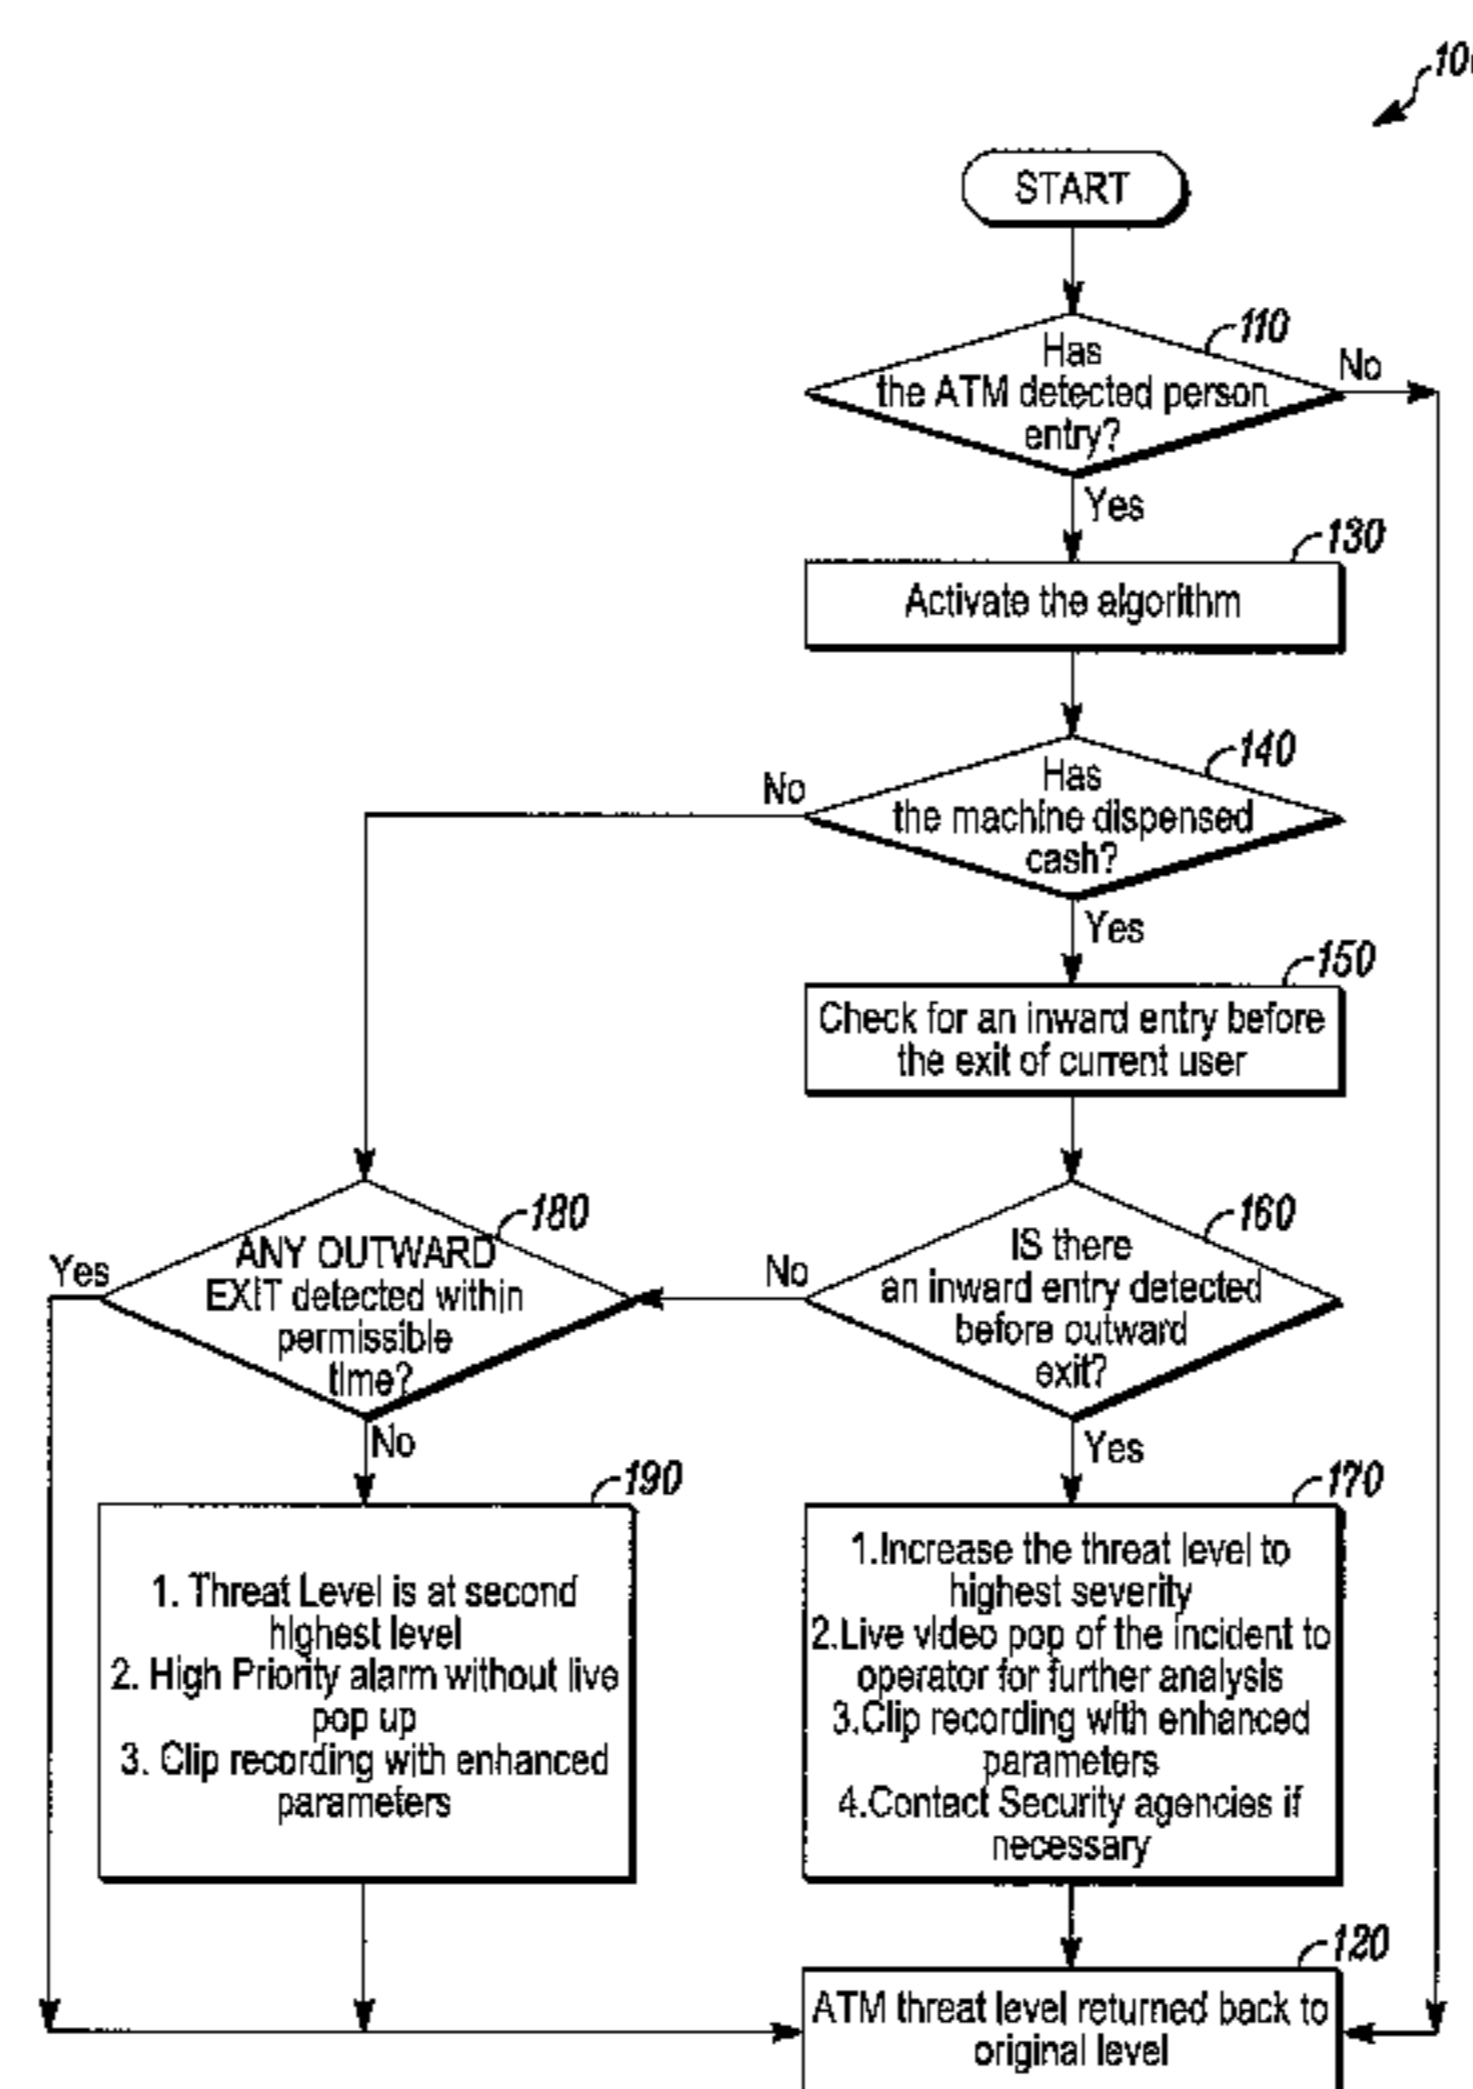 START
110
Has
the ATM detected person
entry?
No
Yes
130
Activate the algorithm
140
Has
the machine dispensed
cash?
No
Yes
150
Check for an inward entry before
the exit of current user
180
ANY OUTWARD
EXIT detected within
permissible
time?
Yes
No
160
IS there
an inward entry detected
before outward
exit?
No
Yes
190
1. Threat Level is at second
highest level
2. High Priority alarm without live
pop up
3. Clip recording with enhanced
parameters
170
1.Increase the threat level to
highest severity
2.Live video pop of the incident to
operator for further analysis
3.Clip recording with enhanced
parameters
4.Contact Security agencies if
necessary
120
ATM threat level returned back to
original level